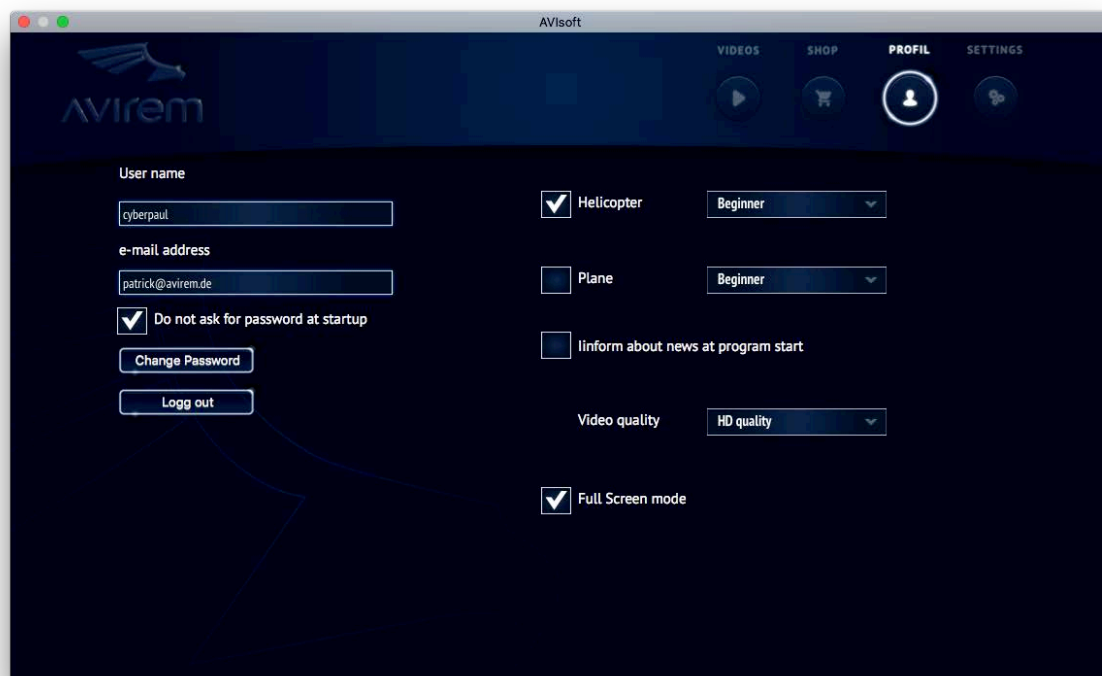 AVIsoft
AVIREM
VIDEOS
SHOP
PROFIL
SETTINGS
User name
cyberpaul
e-mail address
patrick@avirem.de
Do not ask for password at startup
Change Password
Logg out
Helicopter
Beginner
Plane
Beginner
Iinform about news at program start
Video quality
HD quality
Full Screen mode